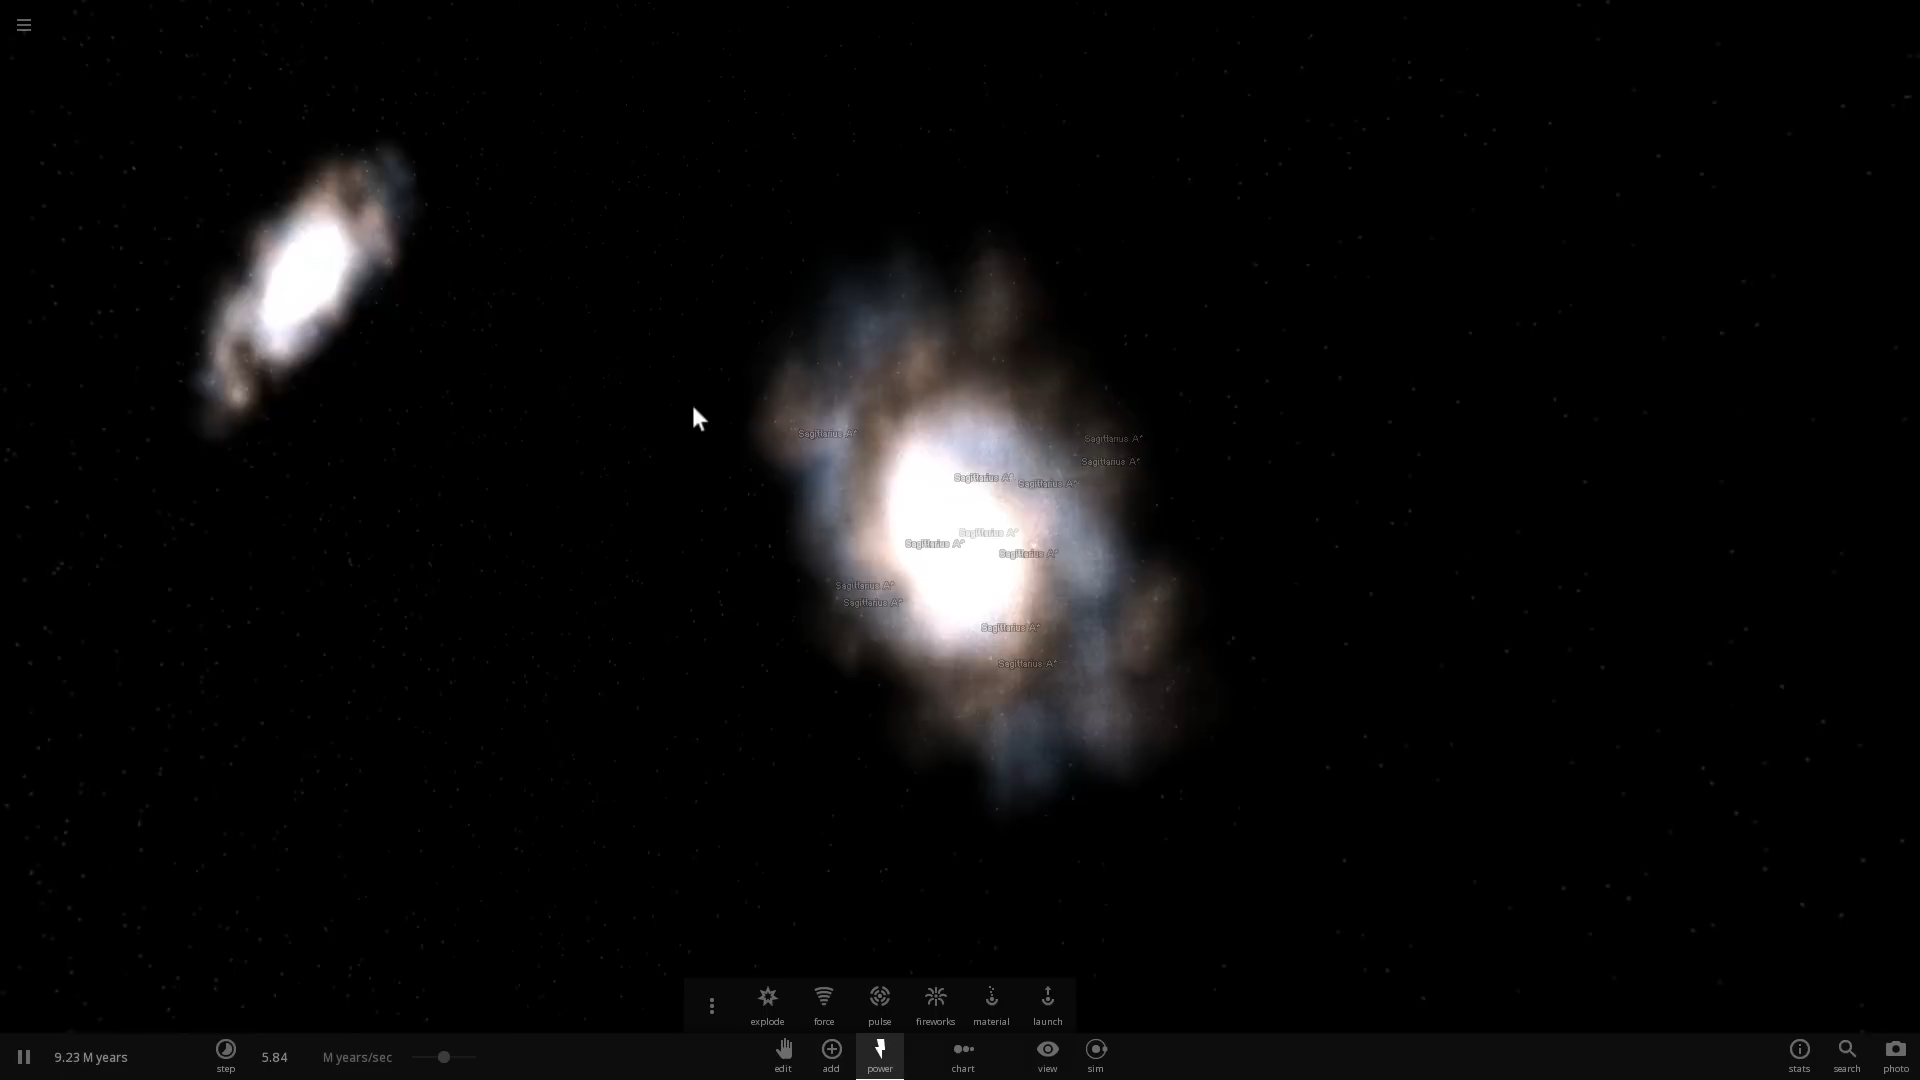 Sagittarius A*
Sagittarius A*
Sagittarius A*
Sagittarius A*
Sagittarius A*
Sagittarius A*
Sagittarius A*
Sagittarius A*
Sagittarius A*
Sagittarius A*
Sagittarius A*
Sagittarius A*
explode force pulse fireworks material launch
9.23 M years step 5.84 M years/sec edit add power chart view sim stats search photo